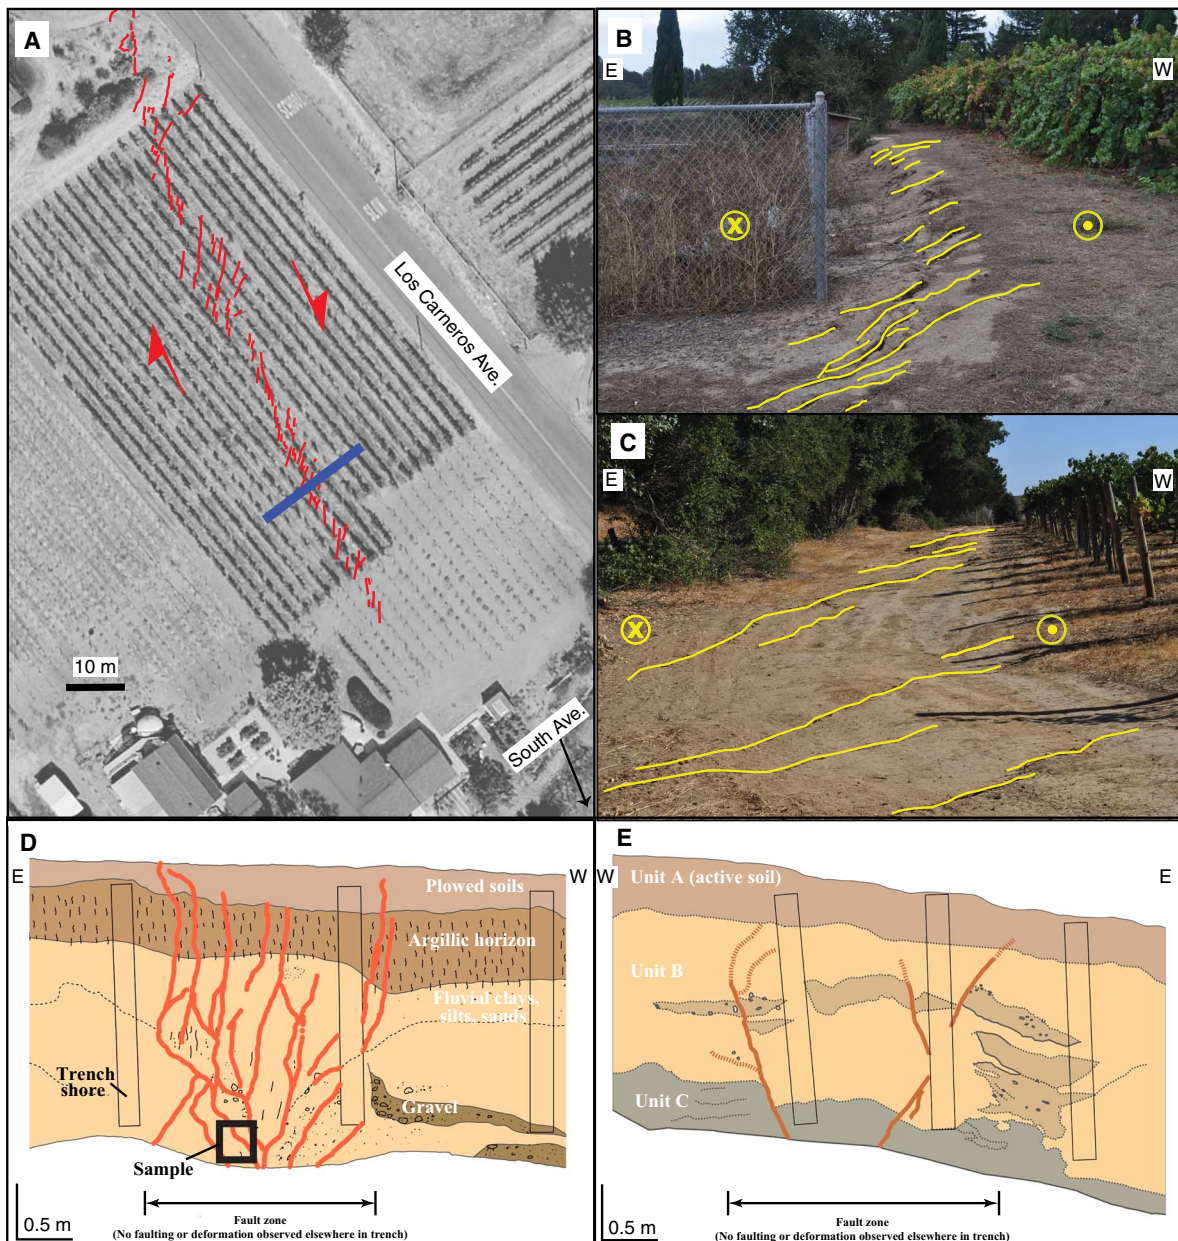 A
SCHOOL
SLOW
Los Carneros Ave.
10 m
South Ave.
B
E
W
X
C
E
W
X
D
E
W
Plowed soils
Argillic horizon
Fluvial clays,
silts, sands
Trench
shore
Gravel
Sample
0.5 m
Fault zone
(No faulting or deformation observed elsewhere in trench)
E
W
E
Unit A (active soil)
Unit B
Unit C
0.5 m
Fault zone
(No faulting or deformation observed elsewhere in trench)